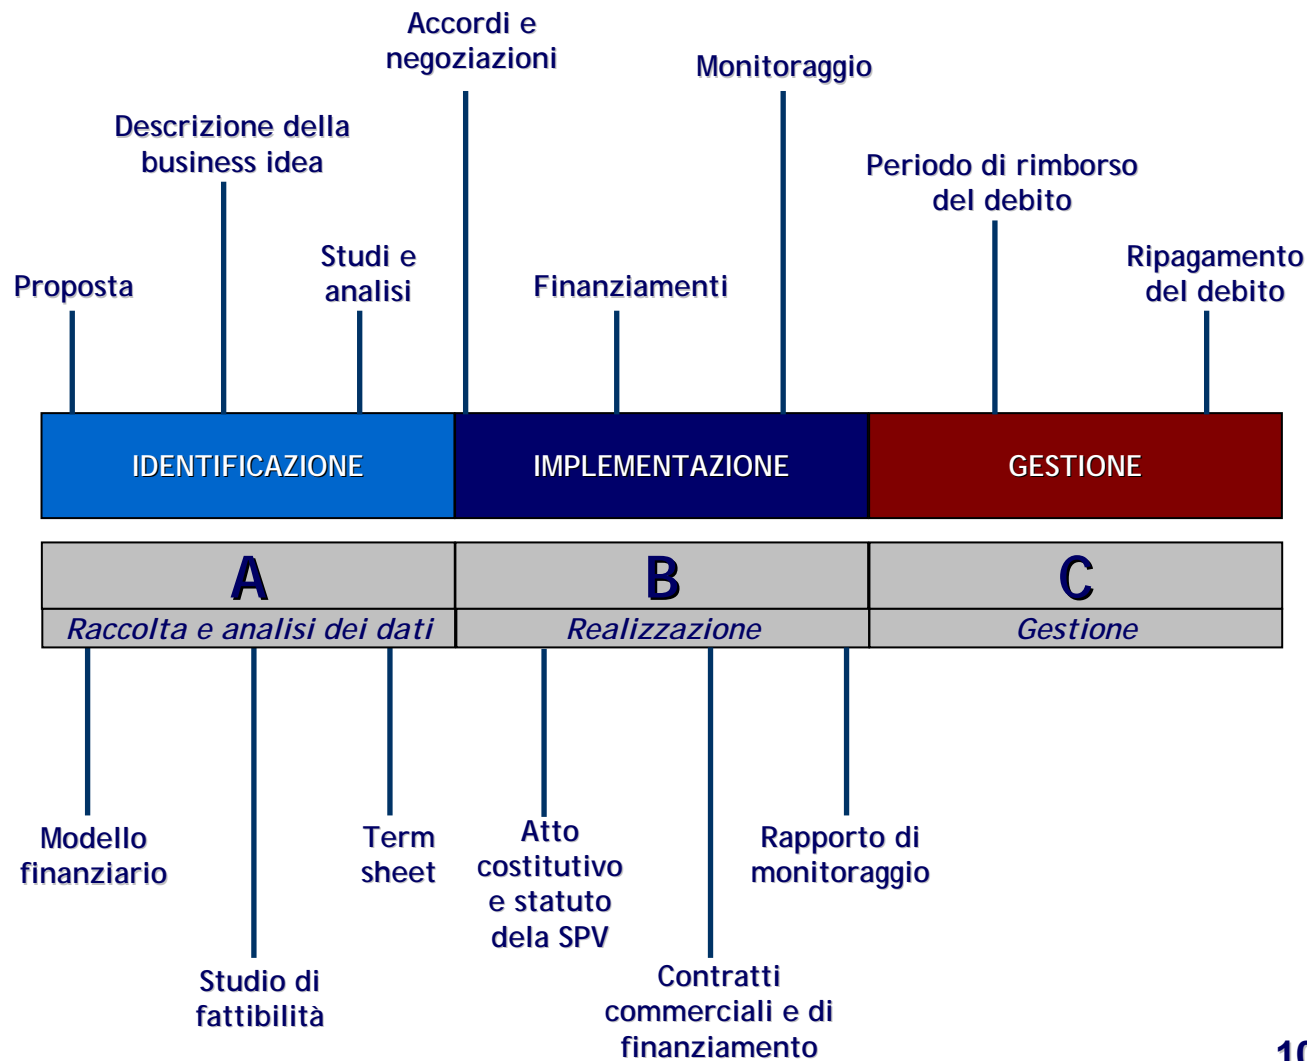 Accordi e
negoziazioni
Monitoraggio
Descrizione della
business idea
Periodo di rimborso
del debito
Studi e
analisi
Ripagamento
del debito
Proposta
Finanziamenti
IDENTIFICAZIONE
IMPLEMENTAZIONE
GESTIONE
A
B
C
Raccolta e analisi dei dati
Realizzazione
Gestione
Modello
finanziario
Term
sheet
Atto
costitutivo
e statuto
dela SPV
Rapporto di
monitoraggio
Studio di
fattibilità
Contratti
commerciali e di
finanziamento
10